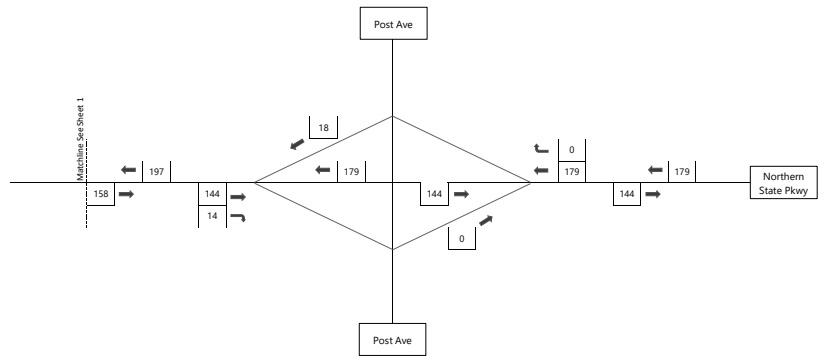 Post Ave
Matchline See Sheet 1
18
0
197
179
179
179
158
144
144
144
14
0
Northern
State Pkwy
Post Ave